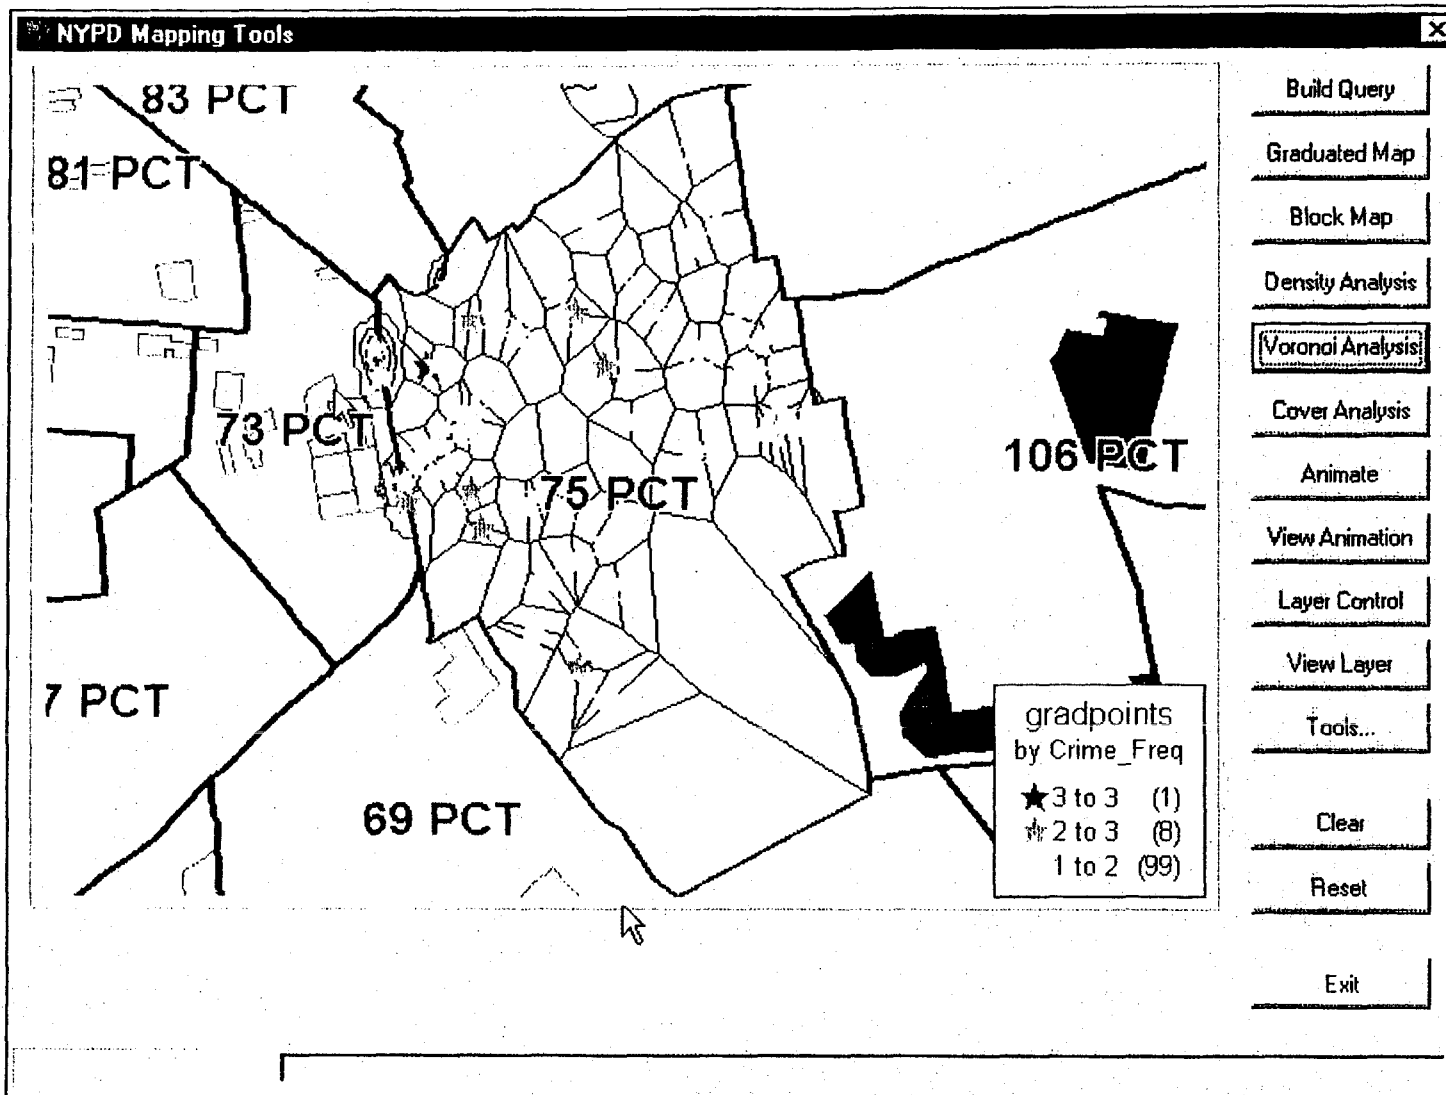 NYPD Mapping Tools
83 PCT
81 PCT
73 PCT
75 PCT
106 PCT
7 PCT
69 PCT
gradpoints
by Crime_Freq
3 to 3 (1)
2 to 3 (8)
1 to 2 (99)
Build Query
Graduated Map
Block Map
Density Analysis
Voronoi Analysis
Cover Analysis
Animate
View Animation
Layer Control
View Layer
Tools...
Clear
Reset
Exit